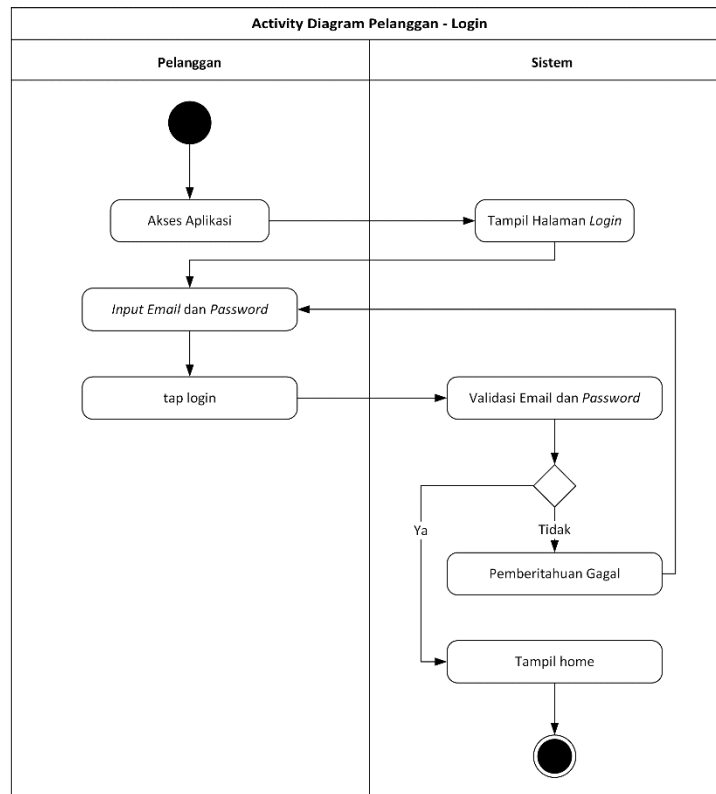 Activity Diagram Pelanggan - Login
Pelanggan
Sistem
Akses Aplikasi
Tampil Halaman Login
Input Email dan Password
tap login
Validasi Email dan Password
Ya
Tidak
Pemberitahuan Gagal
Tampil home